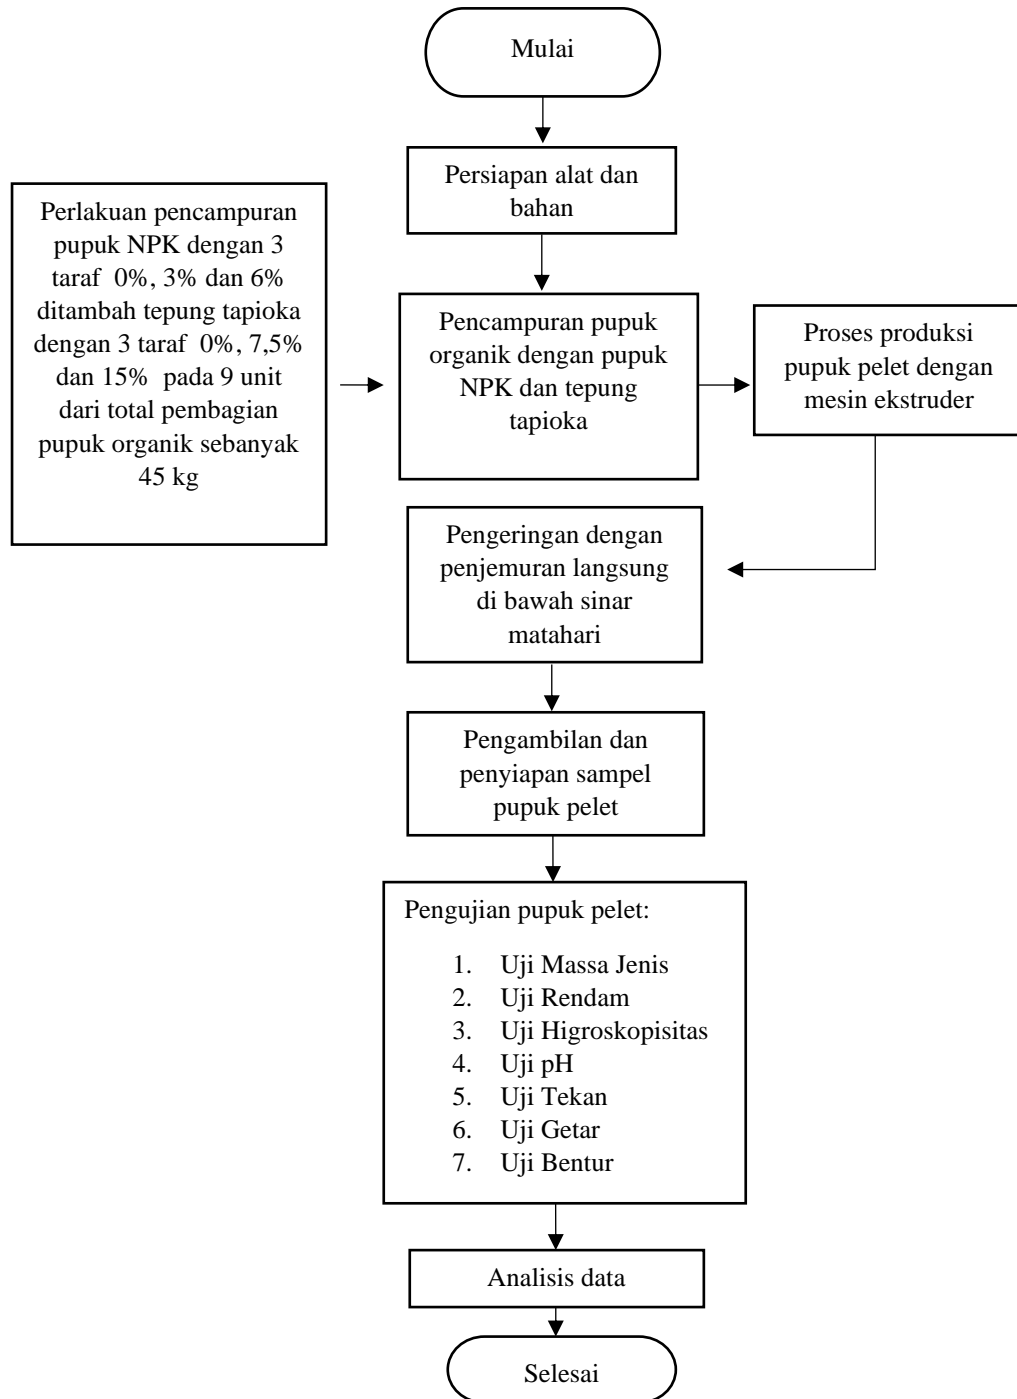 Mulai
Persiapan alat dan
bahan
Perlakuan pencampuran
pupuk NPK dengan 3
taraf 0%, 3% dan 6%
ditambah tepung tapioka
dengan 3 taraf 0%, 7,5%
dan 15% pada 9 unit
dari total pembagian
pupuk organik sebanyak
45 kg
Pencampuran pupuk
organik dengan pupuk
NPK dan tepung
tapioka
Proses produksi
pupuk pelet dengan
mesin ekstruder
Pengeringan dengan
penjemuran langsung
di bawah sinar
matahari
Pengambilan dan
penyiapan sampel
pupuk pelet
Pengujian pupuk pelet:
1. Uji Massa Jenis
2. Uji Rendam
3. Uji Higroskopisitas
4. Uji pH
5. Uji Tekan
6. Uji Getar
7. Uji Bentur
Analisis data
Selesai